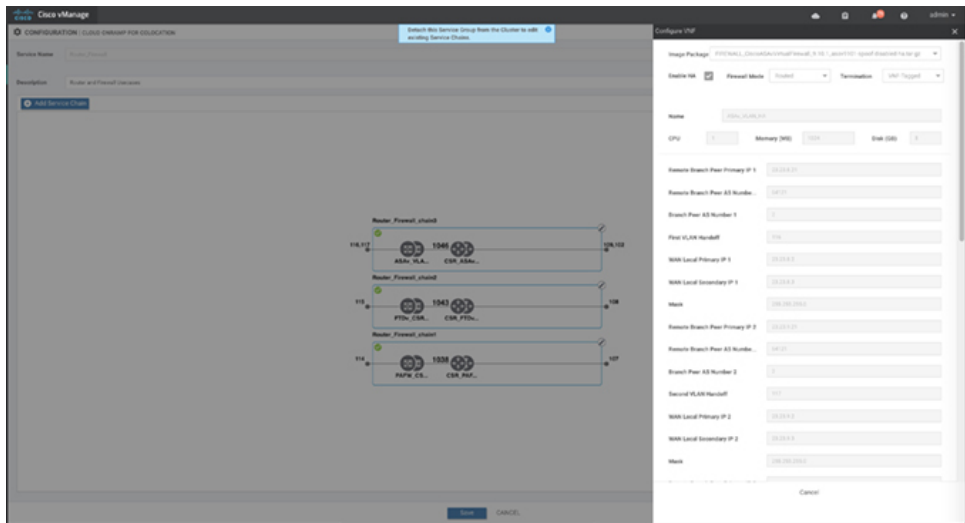 Cisco vManage
admin
CONFIGURATION | CLOUD ONRAMP FOR COLOCATION
Detach this Service Group from the Cluster to edit
existing Service Chains.
Configure VNF
Service Name
Description Router and Firewall Usecases
Add Service Chain
Router_Firewall_chain3
116,117 1046
ASAv_VLA... CSR_ASAv...
Router_Firewall_chain2
115 1043 108
FTDv_CSR... CSR_FTDv...
Router_Firewall_chain1
114 1038 107
PAFW_CS... CSR_PAF...
Save CANCEL
Image Package
Enable HA Firewall Mode Routed Termination VNF Tagged
Name
CPU Memory (MB) Disk (GB)
Remote Branch Peer Primary IP 1
Remote Branch Peer AS Numbe...
Branch Peer AS Number 1
First VLAN Handoff 116
WAN Local Primary IP 1
WAN Local Secondary IP 1
Mask
Remote Branch Peer Primary IP 2
Remote Branch Peer AS Numbe...
Branch Peer AS Number 2
Second VLAN Handoff 117
WAN Local Primary IP 2
WAN Local Secondary IP 2
Mask
Cancel